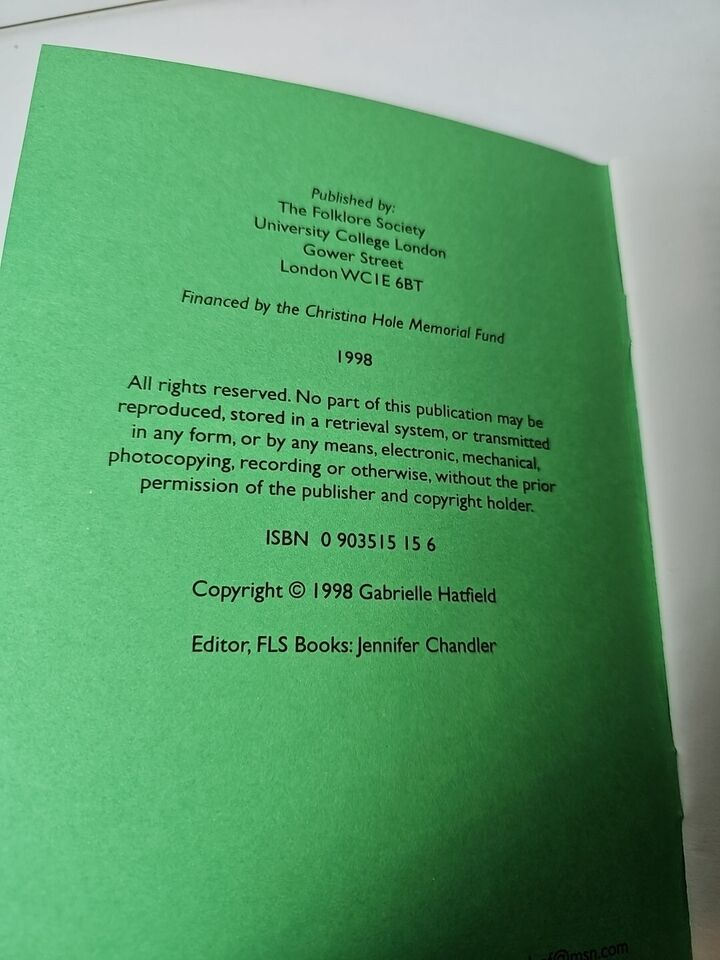 Published by:
The Folklore Society
University College London
Gower Street
London WC1E 6BT
Financed by the Christina Hole Memorial Fund
1998
All rights reserved. No part of this publication may be
reproduced, stored in a retrieval system, or transmitted
in any form, or by any means, electronic, mechanical,
photocopying, recording or otherwise, without the prior
permission of the publisher and copyright holder.
ISBN 0 903515 15 6
Copyright © 1998 Gabrielle Hatfield
Editor, FLS Books: Jennifer Chandler